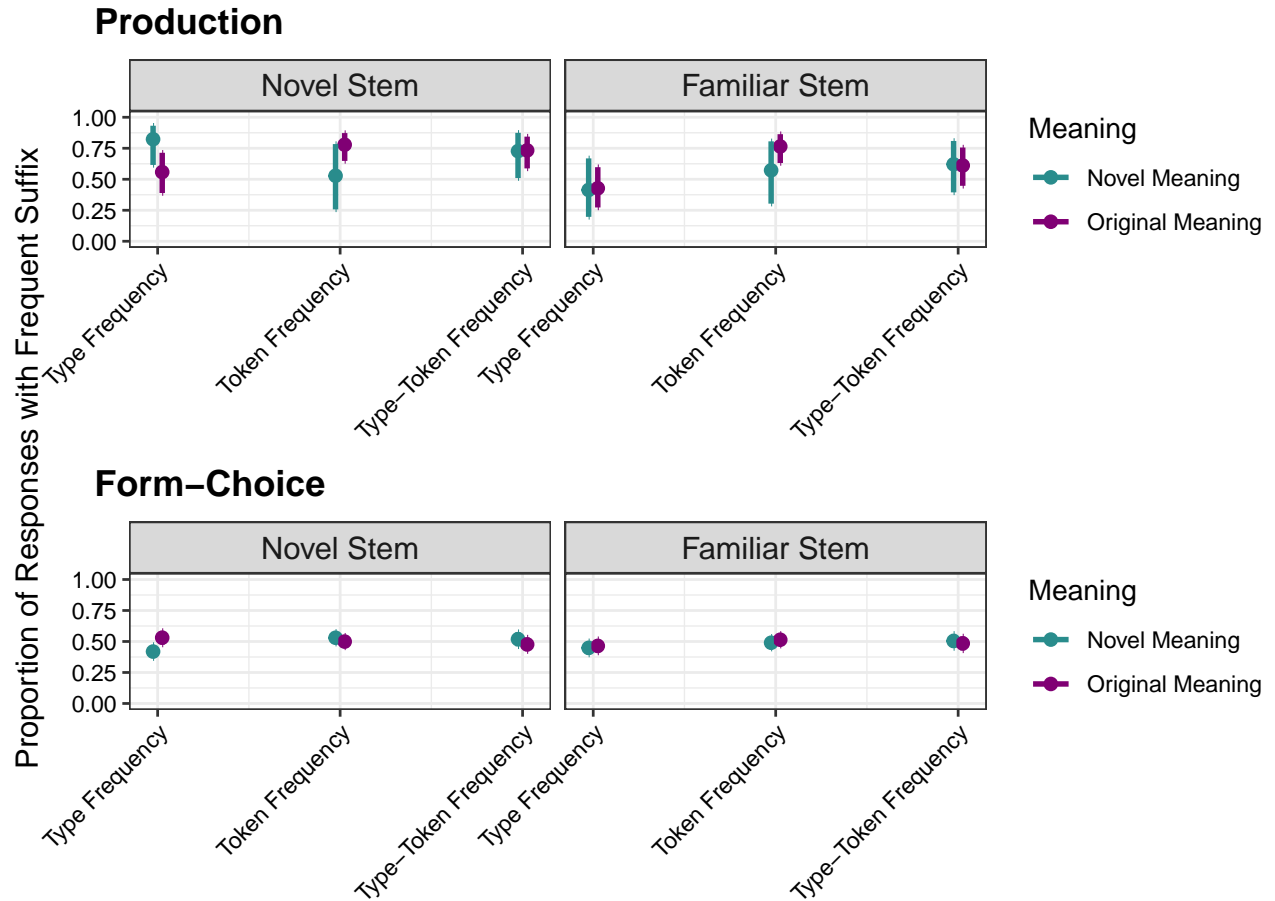 Proportion of Responses with Frequent Suffix
Production
Novel Stem
Familiar Stem
1.00
0.75
0.50
0.25
0.00
Type Frequency
Token Frequency
Type−Token Frequency
Type Frequency
Token Frequency
Type−Token Frequency
Meaning
Novel Meaning
Original Meaning
Form−Choice
Novel Stem
Familiar Stem
1.00
0.75
0.50
0.25
0.00
Type Frequency
Token Frequency
Type−Token Frequency
Type Frequency
Token Frequency
Type−Token Frequency
Meaning
Novel Meaning
Original Meaning